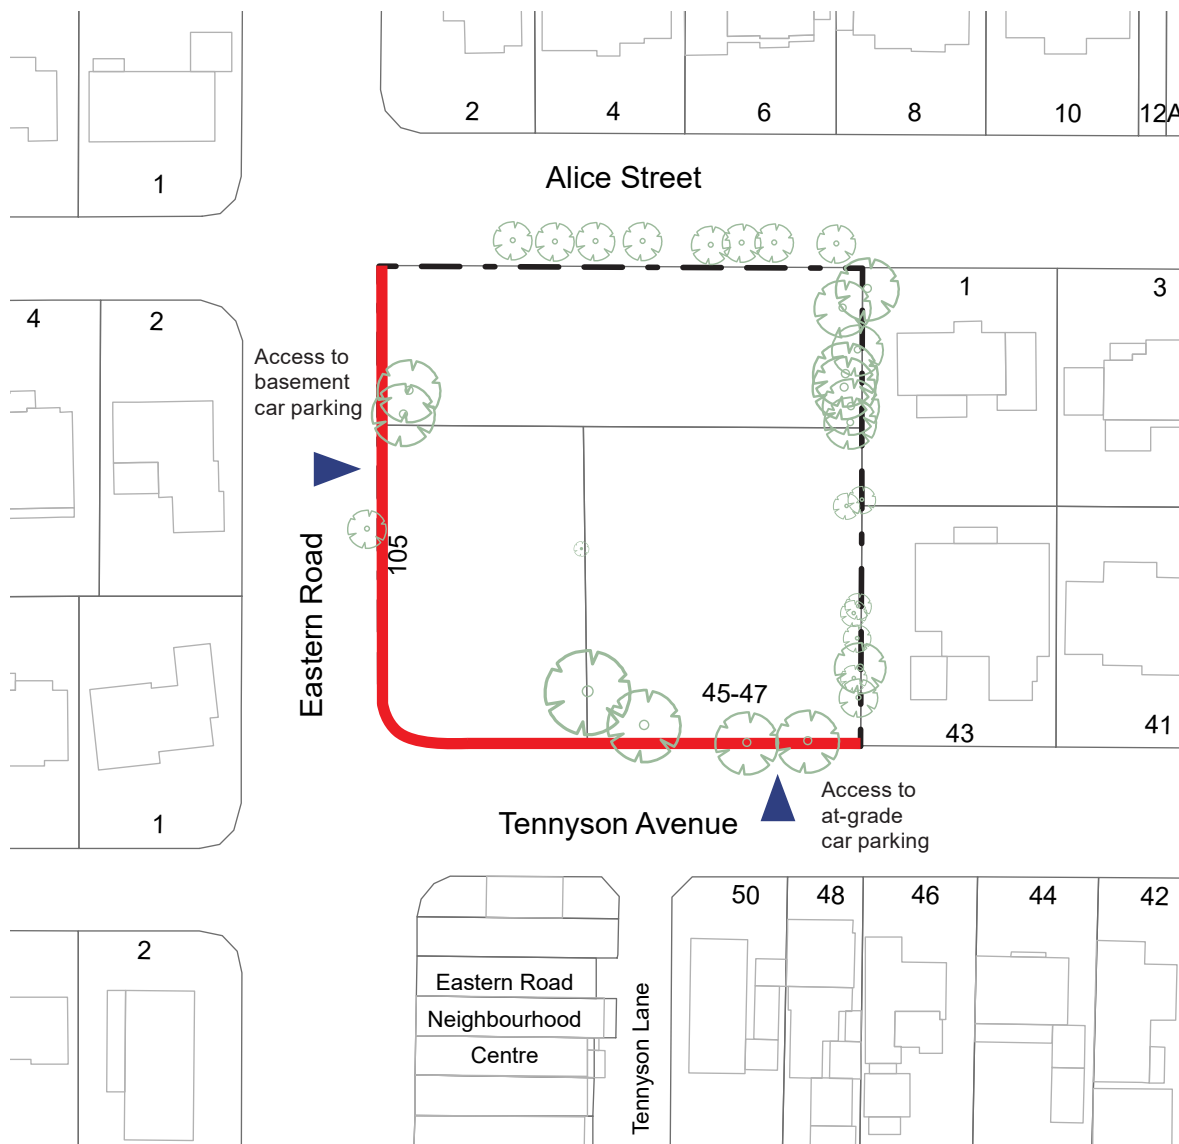 2
4
6
8
10
12A
1
Alice Street
4
2
1
3
Access to
basement
car parking
105
Eastern Road
45-47
43
41
1
Tennyson Avenue
Access to
at-grade
car parking
50
48
46
44
42
2
Eastern Road
Neighbourhood
Centre
Tennyson Lane